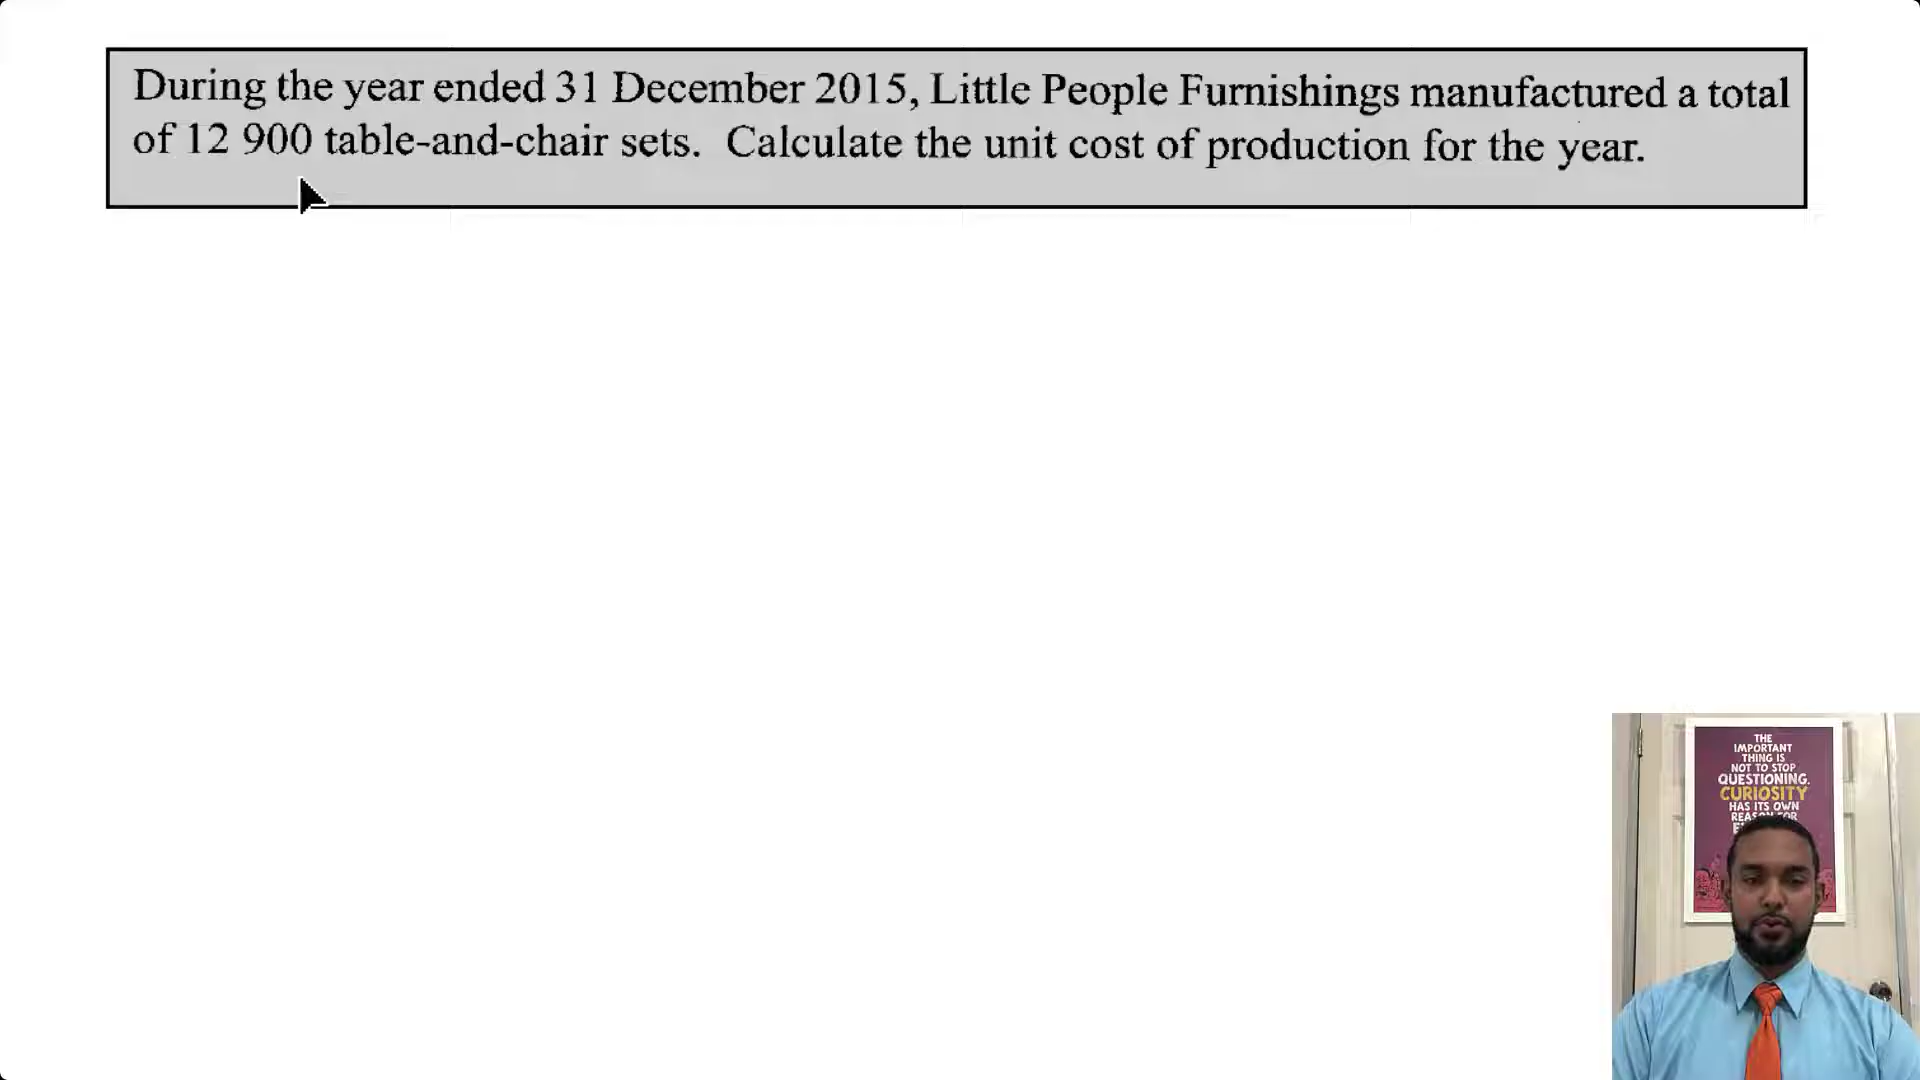 During the year ended 31 December 2015, Little People Furnishings manufactured a total
of 12 900 table-and-chair sets. Calculate the unit cost of production for the year.
THE
IMPORTANT
THING IS
NOT TO STOP
QUESTIONING.
CURIOSITY
HAS ITS OWN
REASON FOR